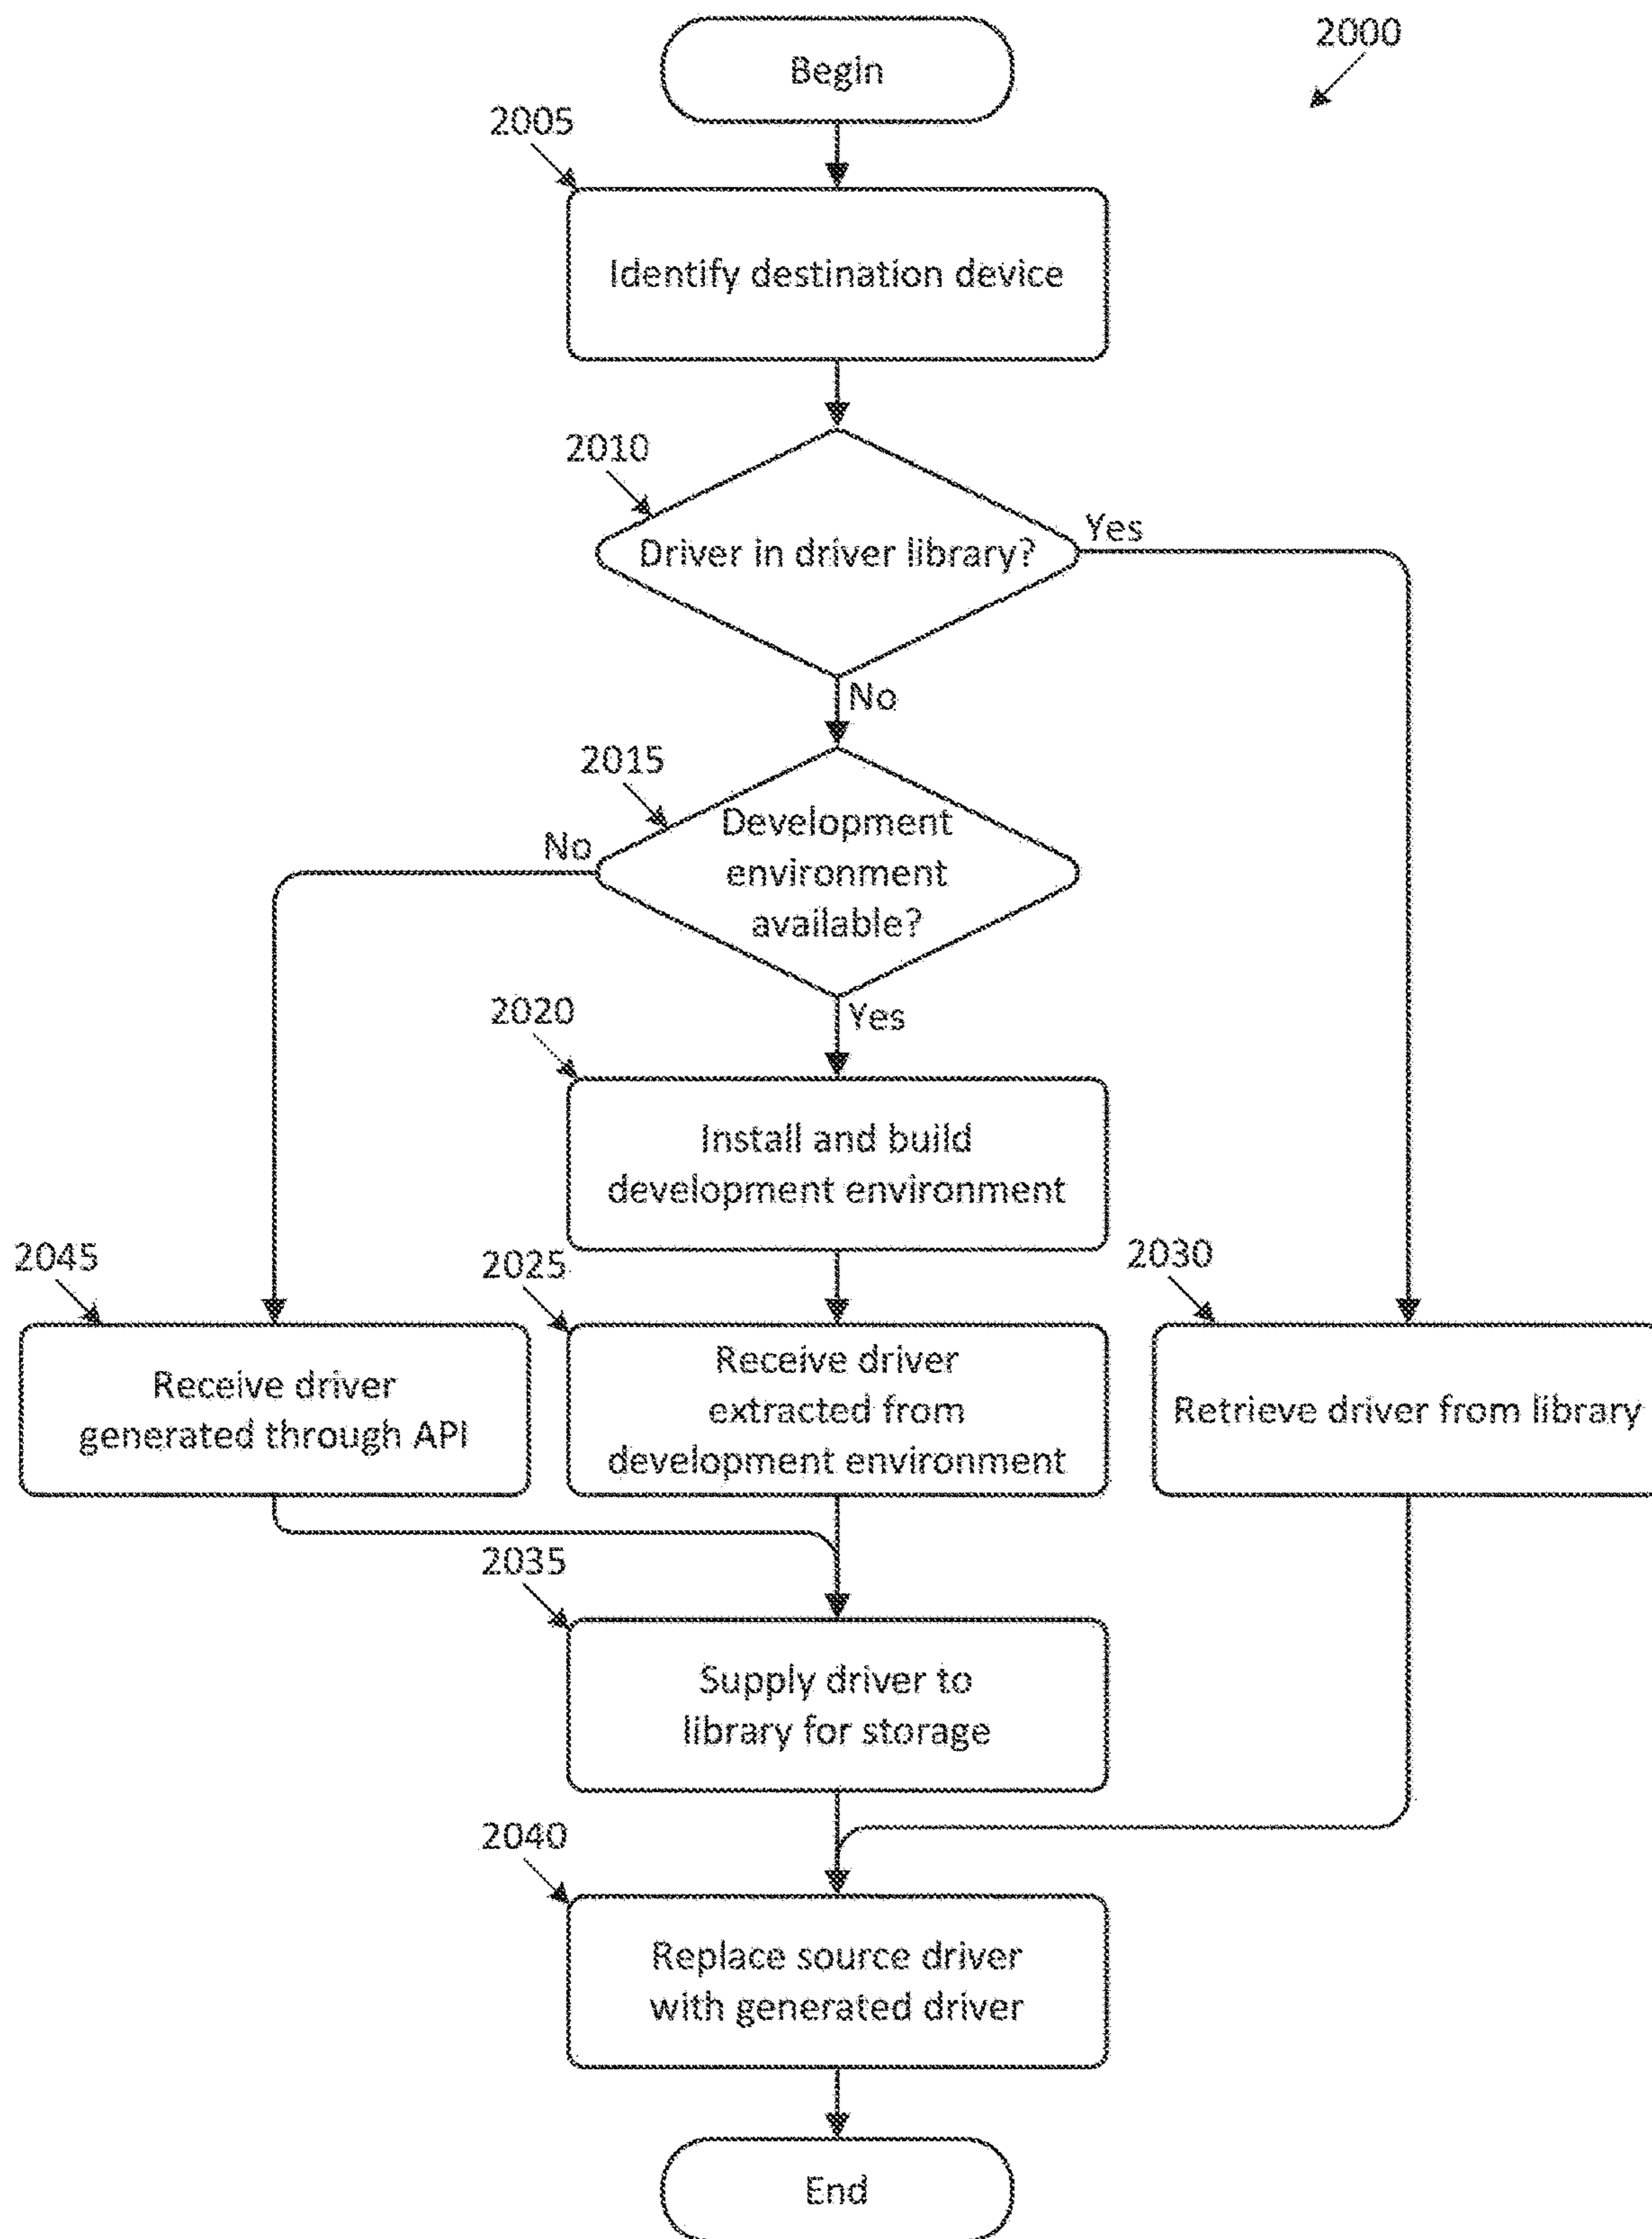 2000
Begin
2005
Identify destination device
2010
Driver in driver library?
Yes
No
2015
Development
environment
available?
No
Yes
2020
Install and build
development environment
2045
Receive driver
generated through API
2025
Receive driver
extracted from
development environment
2030
Retrieve driver from library
2035
Supply driver to
library for storage
2040
Replace source driver
with generated driver
End